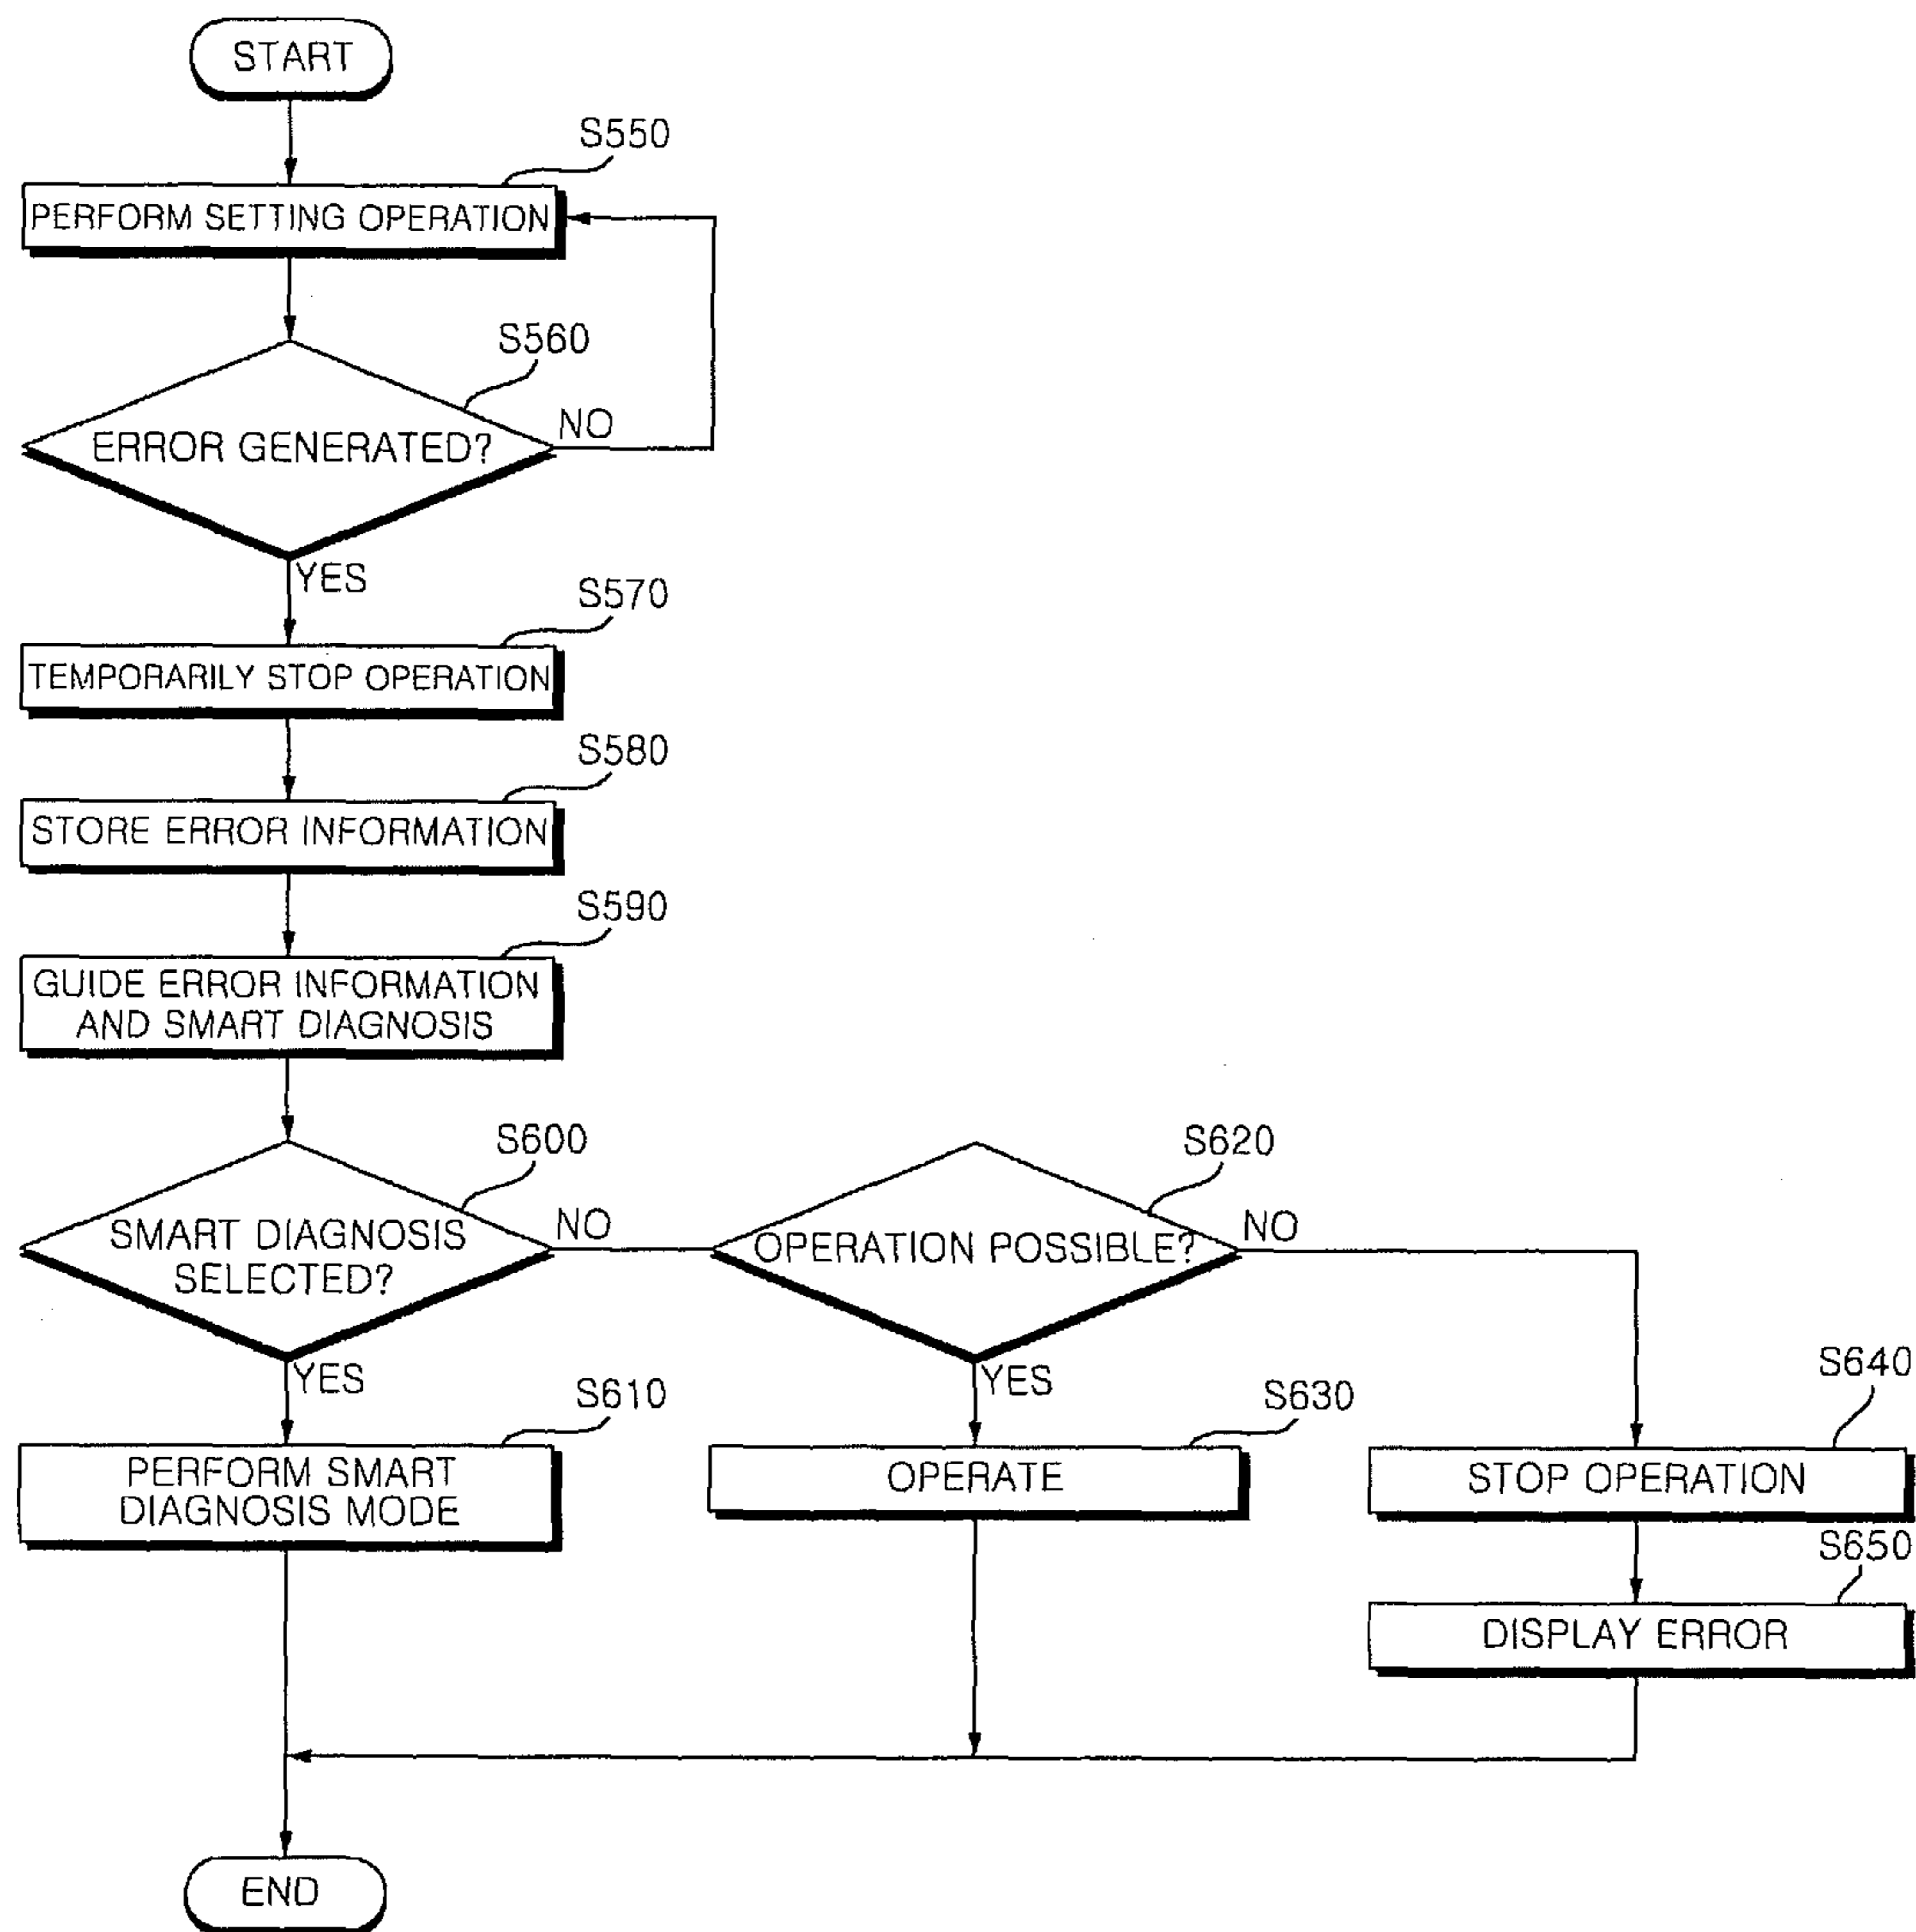 START
S550
PERFORM SETTING OPERATION
S560
ERROR GENERATED?
NO
YES
S570
TEMPORARILY STOP OPERATION
S580
STORE ERROR INFORMATION
S590
GUIDE ERROR INFORMATION
AND SMART DIAGNOSIS
S600
SMART DIAGNOSIS
SELECTED?
NO
YES
S620
OPERATION POSSIBLE?
NO
YES
S610
PERFORM SMART
DIAGNOSIS MODE
S630
OPERATE
S640
STOP OPERATION
S650
DISPLAY ERROR
END